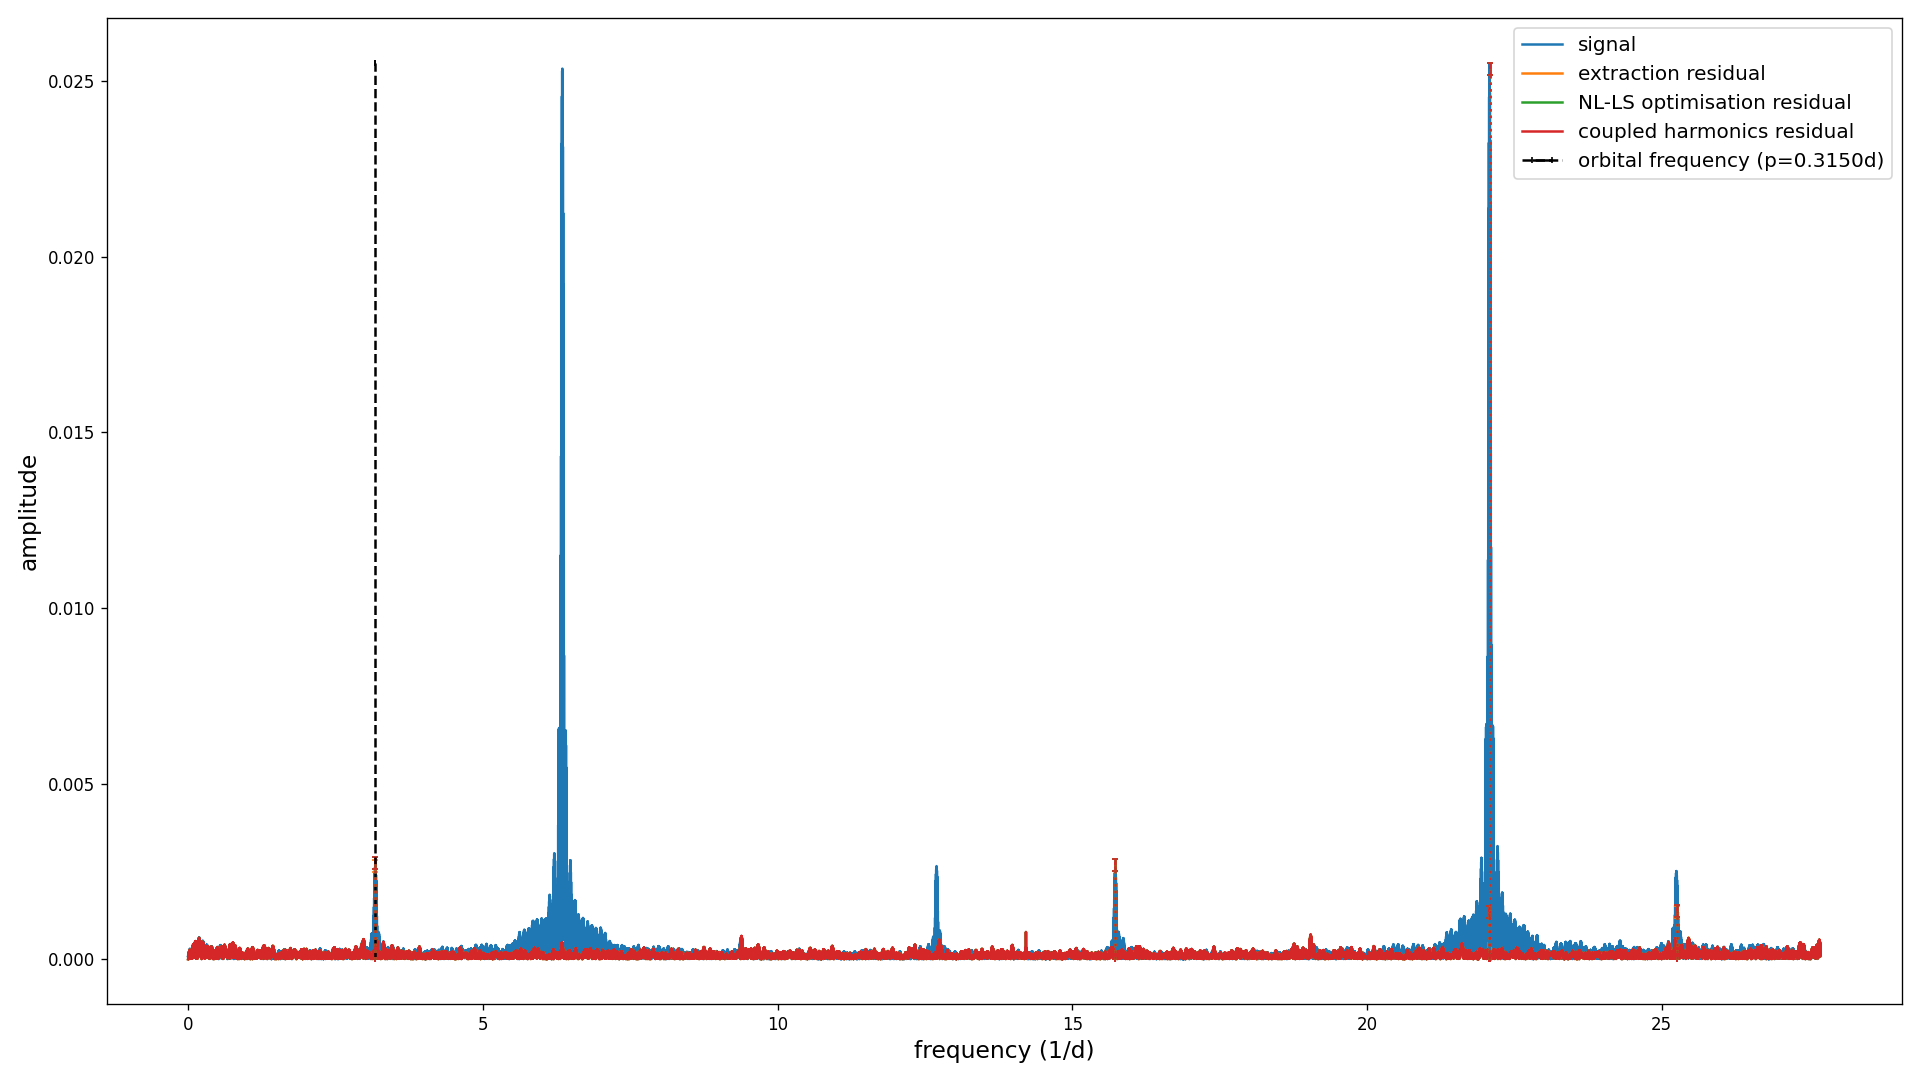 signal
extraction residual
NL-LS optimisation residual
coupled harmonics residual
orbital frequency (p=0.3150d)
amplitude
0.025
0.020
0.015
0.010
0.005
0.000
0 5 10 15 20 25
frequency (1/d)